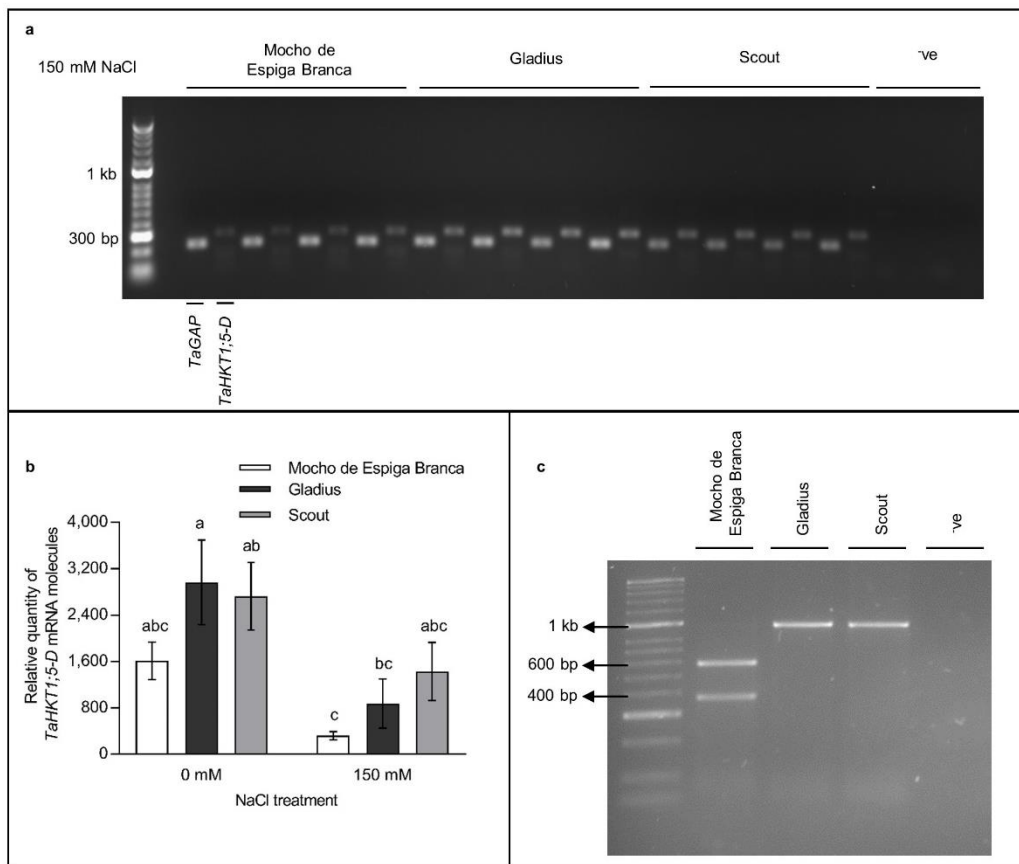 a
150 mM NaCl
Mocho de
Espiga Branca
Gladius
Scout
-ve
1 kb
300 bp
TaGAP
TaHKT1;5-D
b
Mocho de Espiga Branca
Gladius
Scout
Relative quantity of
TaHKT1;5-D mRNA molecules
4,000
3,200
2,400
1,600
800
0
abc
a
ab
c
bc
abc
0 mM
150 mM
NaCl treatment
c
Mocho de
Espiga Branca
Gladius
Scout
-ve
1 kb
600 bp
400 bp